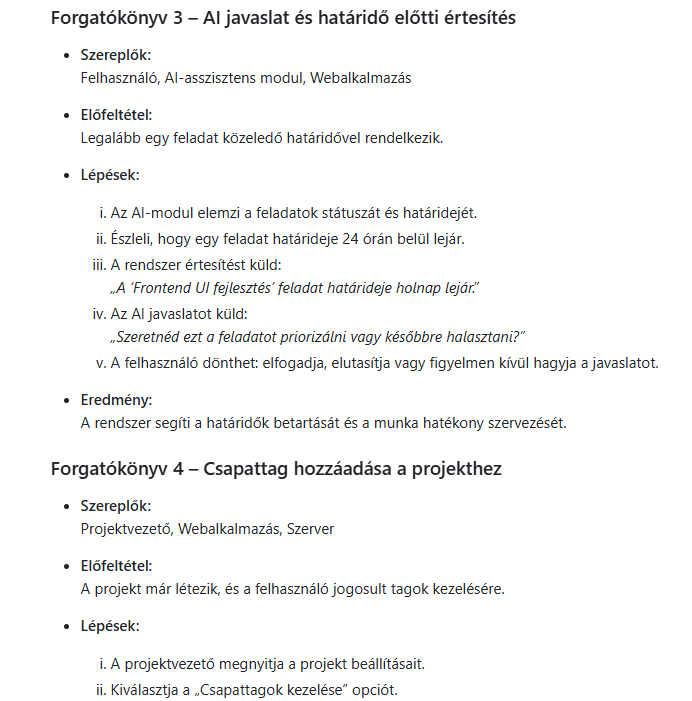 Forgatókönyv 3 – AI javaslat és határidő előtti értesítés
• Szereplők:
Felhasználó, AI-asszisztens modul, Webalkalmazás
• Előfeltétel:
Legalább egy feladat közeledő határidővel rendelkezik.
• Lépések:
i. Az AI-modul elemzi a feladatok státuszát és határidejét.
ii. Észleli, hogy egy feladat határideje 24 órán belül lejár.
iii. A rendszer értesítést küld:
„A ‘Frontend UI fejlesztés’ feladat határideje holnap lejár.”
iv. Az AI javaslatot küld:
„Szeretnéd ezt a feladatot priorizálni vagy későbbre halasztani?”
v. A felhasználó dönthet: elfogadja, elutasítja vagy figyelmen kívül hagyja a javaslatot.
• Eredmény:
A rendszer segíti a határidők betartását és a munka hatékony szervezését.
Forgatókönyv 4 – Csapattag hozzáadása a projekthez
• Szereplők:
Projektvezető, Webalkalmazás, Szerver
• Előfeltétel:
A projekt már létezik, és a felhasználó jogosult tagok kezelésére.
• Lépések:
i. A projektvezető megnyitja a projekt beállításait.
ii. Kiválasztja a „Csapattagok kezelése” opciót.